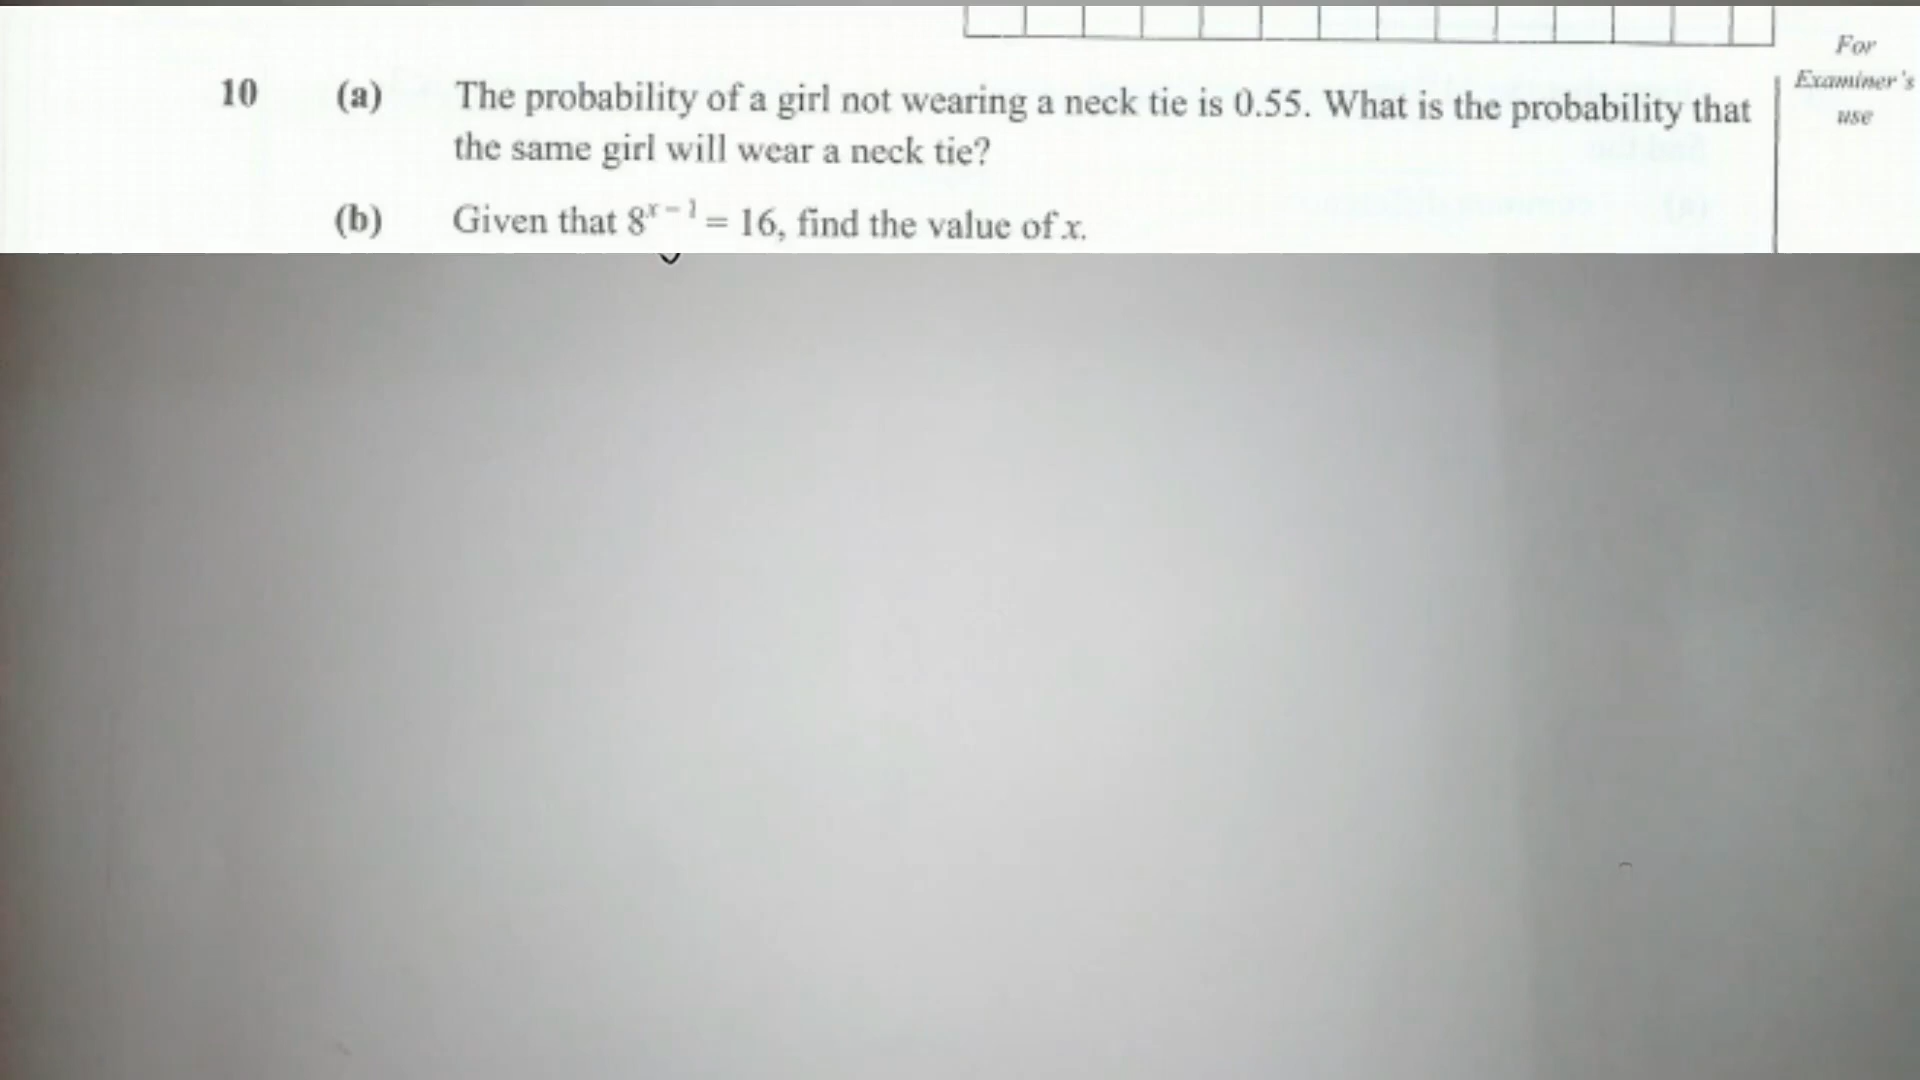 For
Examiner's
use
10 (a) The probability of a girl not wearing a neck tie is 0.55. What is the probability that
the same girl will wear a neck tie?
(b) Given that 8ˣ⁻¹ = 16, find the value of x.